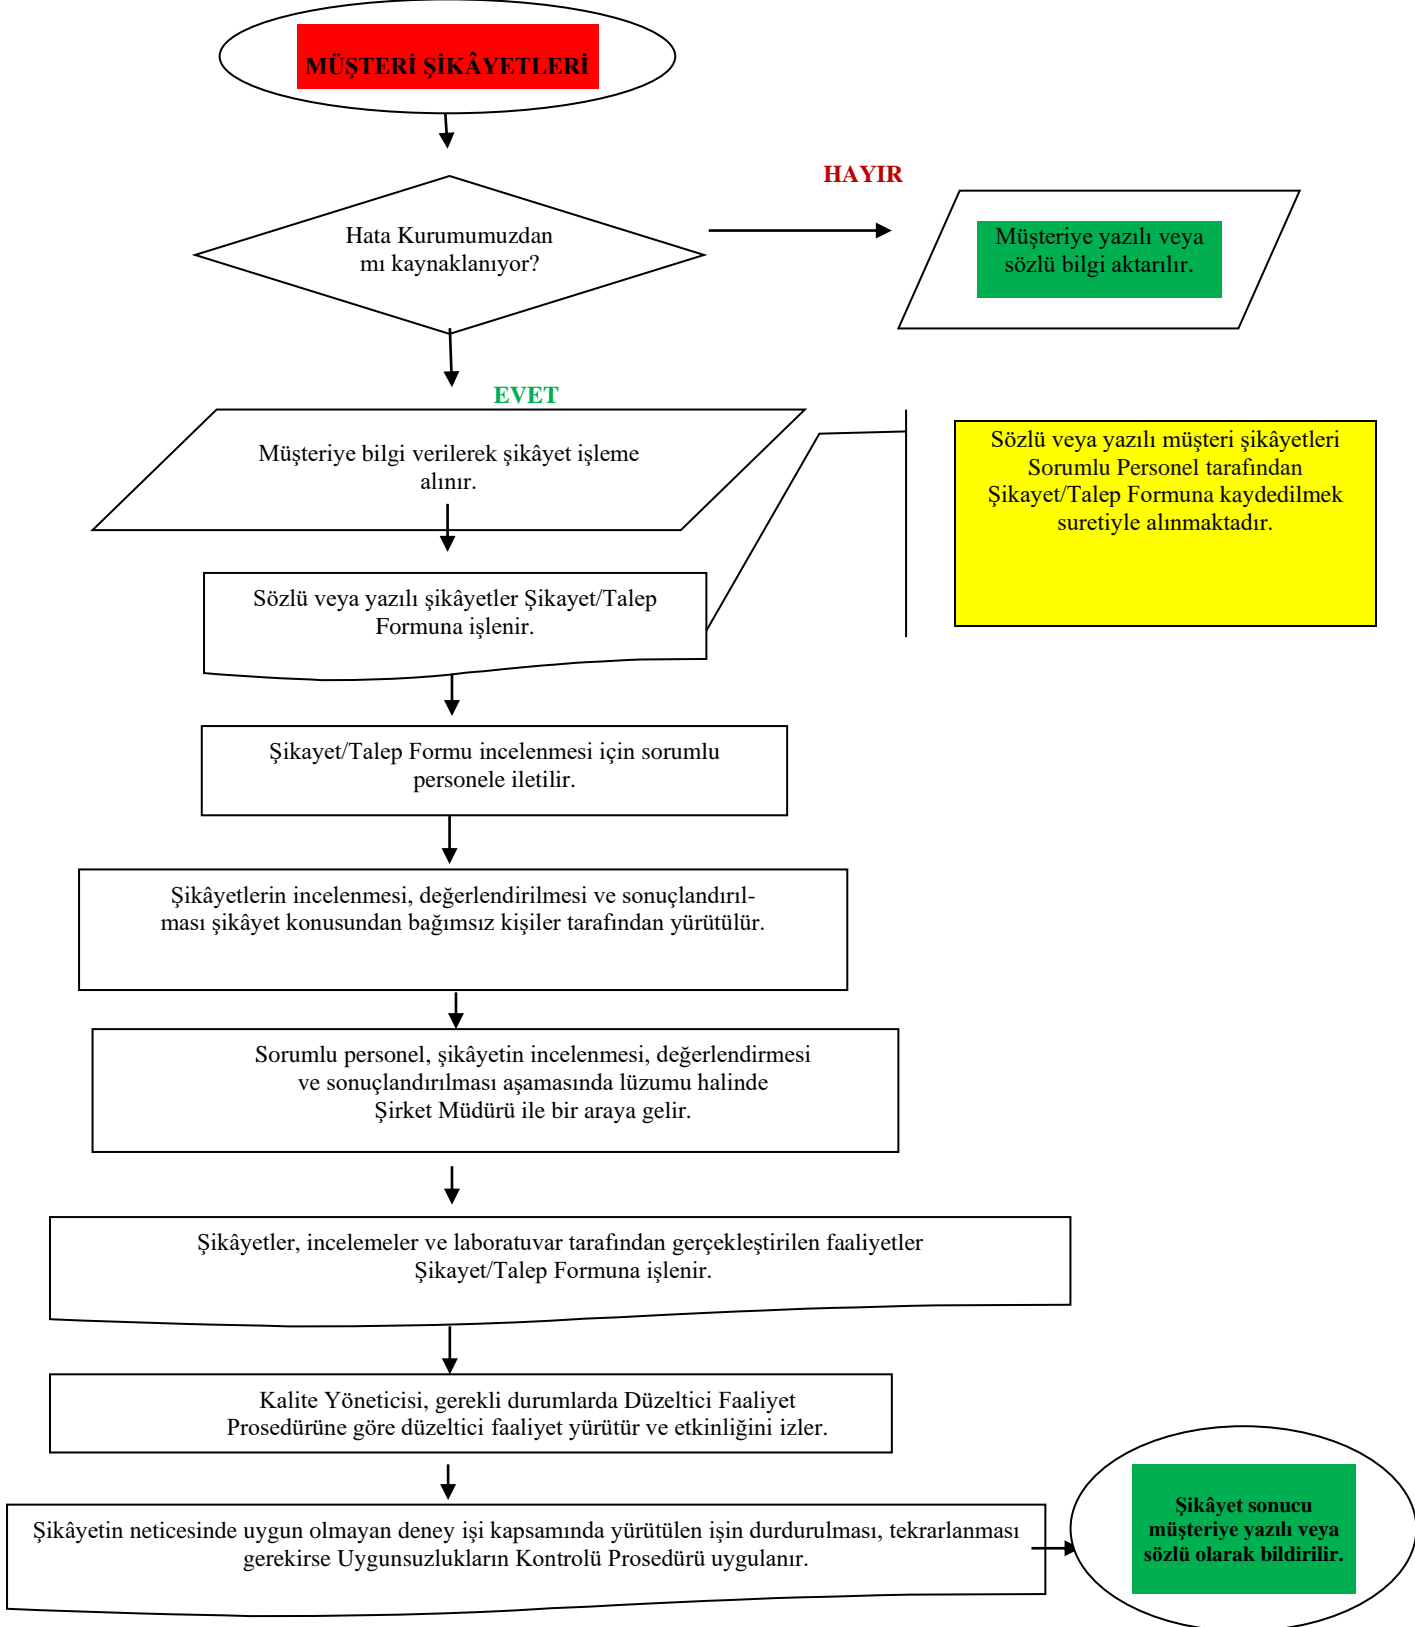 MÜŞTERİ ŞİKÂYETLERİ
HAYIR
Hata Kurumumuzdan
mı kaynaklanıyor?
Müşteriye yazılı veya
sözlü bilgi aktarılır.
EVET
Müşteriye bilgi verilerek şikâyet işleme
alınır.
Sözlü veya yazılı müşteri şikâyetleri
Sorumlu Personel tarafından
Şikayet/Talep Formuna kaydedilmek
suretiyle alınmaktadır.
Sözlü veya yazılı şikâyetler Şikayet/Talep
Formuna işlenir.
Şikayet/Talep Formu incelenmesi için sorumlu
personele iletilir.
Şikâyetlerin incelenmesi, değerlendirilmesi ve sonuçlandırıl-
ması şikâyet konusundan bağımsız kişiler tarafından yürütülür.
Sorumlu personel, şikâyetin incelenmesi, değerlendirmesi
ve sonuçlandırılması aşamasında lüzumu halinde
Şirket Müdürü ile bir araya gelir.
Şikâyetler, incelemeler ve laboratuvar tarafından gerçekleştirilen faaliyetler
Şikayet/Talep Formuna işlenir.
Kalite Yöneticisi, gerekli durumlarda Düzeltici Faaliyet
Prosedürüne göre düzeltici faaliyet yürütür ve etkinliğini izler.
Şikâyetin neticesinde uygun olmayan deney işi kapsamında yürütülen işin durdurulması, tekrarlanması
gerekirse Uygunsuzlukların Kontrolü Prosedürü uygulanır.
Şikâyet sonucu
müşteriye yazılı veya
sözlü olarak bildirilir.